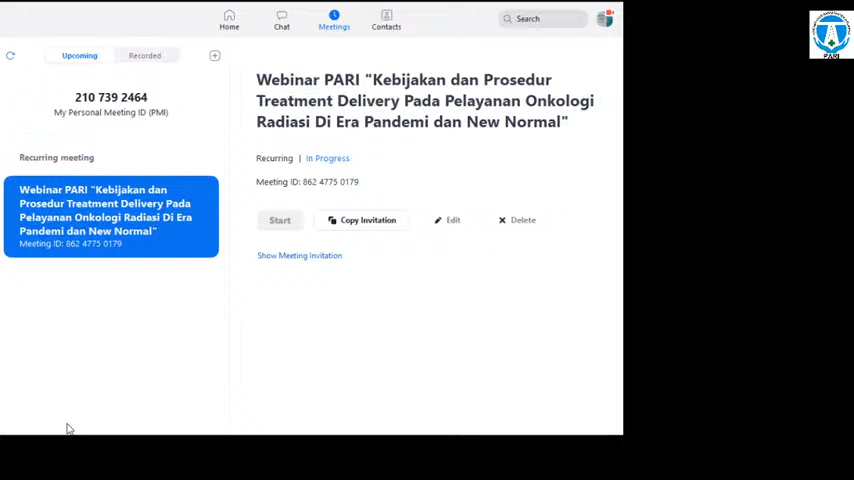 Home
Chat
Meetings
Contacts
Search
Upcoming
Recorded
210 739 2464
My Personal Meeting ID (PMI)
Recurring meeting
Webinar PARI "Kebijakan dan
Prosedur Treatment Delivery Pada
Pelayanan Onkologi Radiasi Di Era
Pandemi dan New Normal"
Meeting ID: 862 4775 0179
Webinar PARI "Kebijakan dan Prosedur
Treatment Delivery Pada Pelayanan Onkologi
Radiasi Di Era Pandemi dan New Normal"
Recurring | In Progress
Meeting ID: 862 4775 0179
Start
Copy Invitation
Edit
Delete
Show Meeting Invitation
PARI